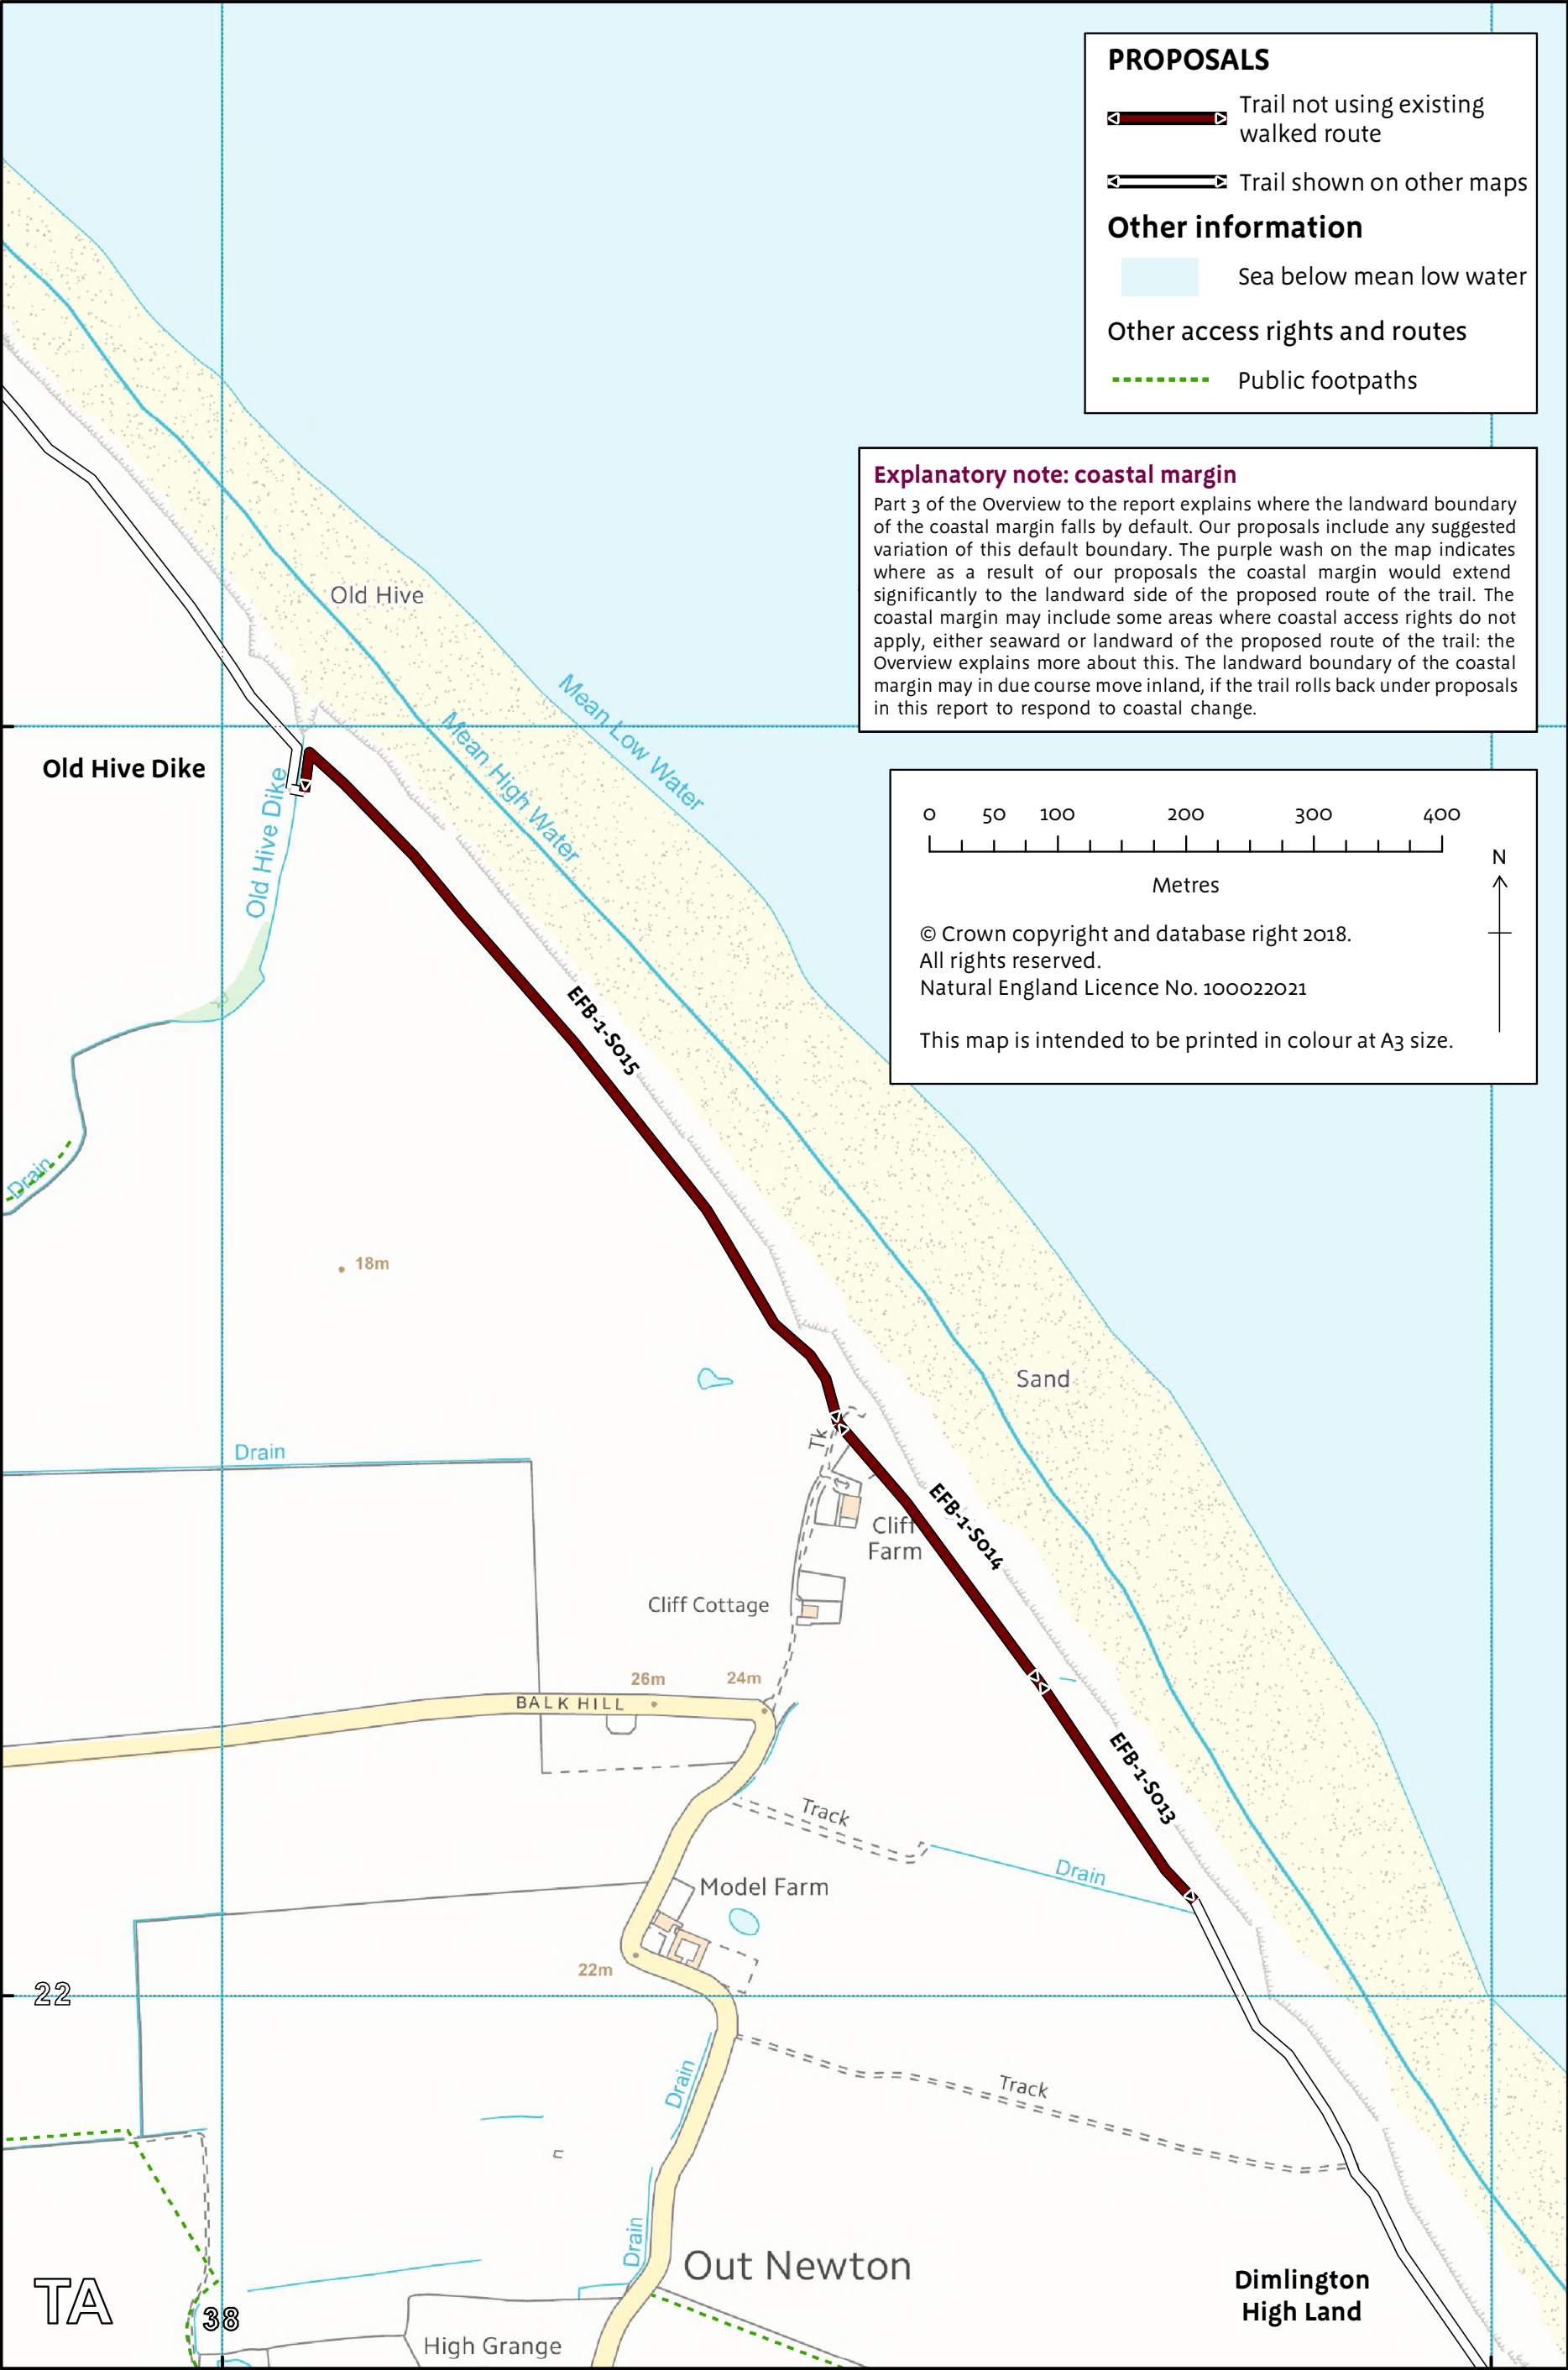 PROPOSALS
Trail not using existing
walked route
Trail shown on other maps
Other information
Sea below mean low water
Other access rights and routes
Public footpaths
Explanatory note: coastal margin
Part 3 of the Overview to the report explains where the landward boundary
of the coastal margin falls by default. Our proposals include any suggested
variation of this default boundary. The purple wash on the map indicates
where as a result of our proposals the coastal margin would extend
significantly to the landward side of the proposed route of the trail. The
coastal margin may include some areas where coastal access rights do not
apply, either seaward or landward of the proposed route of the trail: the
Overview explains more about this. The landward boundary of the coastal
margin may in due course move inland, if the trail rolls back under proposals
in this report to respond to coastal change.
0 50 100 200 300 400
Metres
N
© Crown copyright and database right 2018.
All rights reserved.
Natural England Licence No. 100022021
This map is intended to be printed in colour at A3 size.
Old Hive
Mean Low Water
Mean High Water
Old Hive Dike
Old Hive Dike
EFB-1-S015
Drain
18m
Sand
Tk
Drain
EFB-1-S014
Cliff
Farm
Cliff Cottage
26m
24m
BALK HILL
EFB-1-S013
Track
Drain
Model Farm
22m
22
Drain
Track
Drain
Out Newton
Dimlington
High Land
TA
38
High Grange